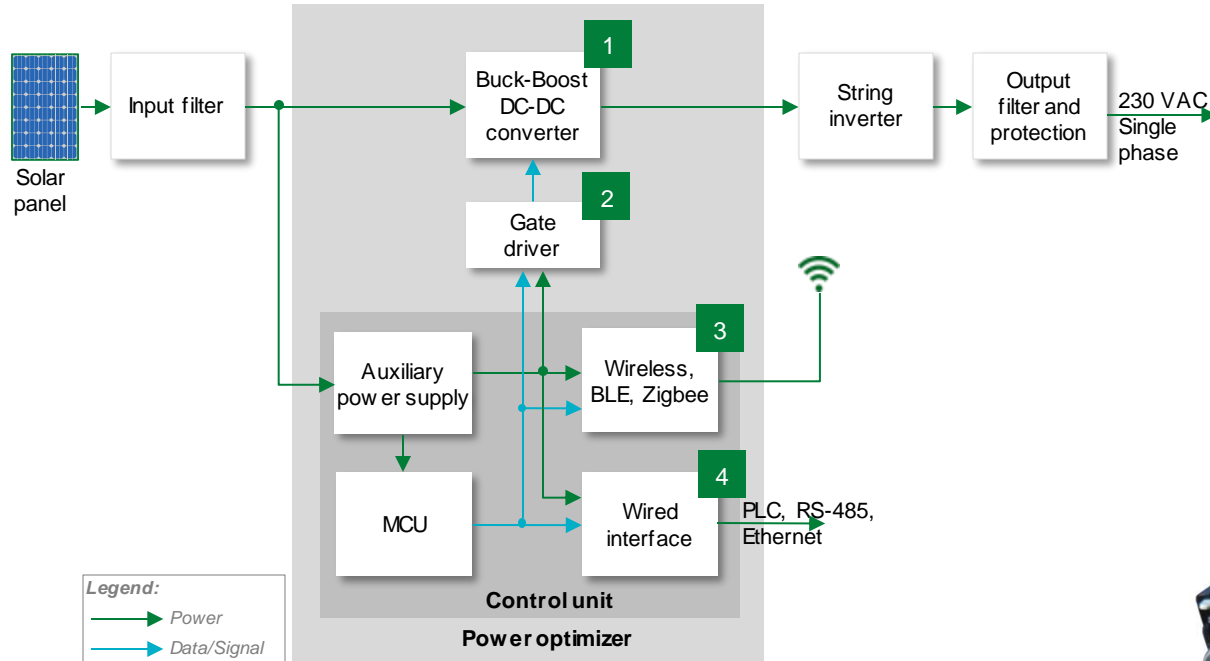 1
Buck-Boost
DC-DC
converter
Input filter
String
inverter
Output
filter and
protection
230 VAC
Single
phase
Solar
panel
2
Gate
driver
3
Auxiliary
power supply
Wireless,
BLE, Zigbee
4
MCU
Wired
interface
PLC, RS-485,
Ethernet
Legend:
Power
Data/Signal
Control unit
Power optimizer